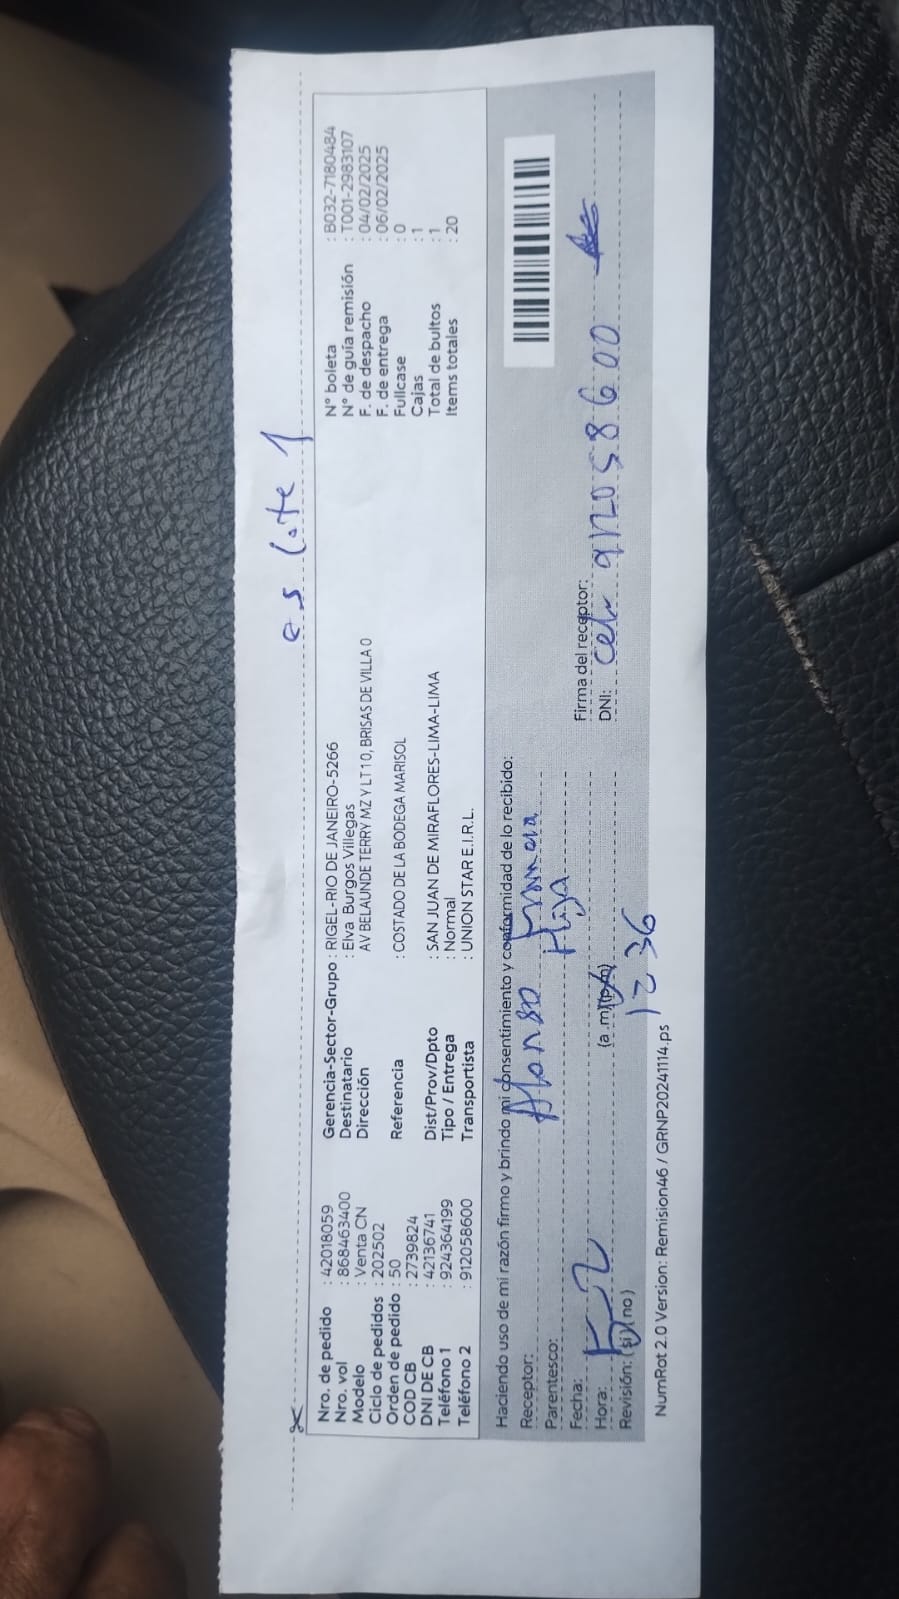 es lote 1
Nro. de pedido : 42018059
Nro. vol : 868463400
Modelo : Venta CN
Ciclo de pedidos : 202502
Orden de pedido : 50
COD CB : 2739824
DNI DE CB : 42136741
Teléfono 1 : 924364199
Teléfono 2 : 912058600
Gerencia-Sector-Grupo : RIGEL-RIO DE JANEIRO-5266
Destinatario : Elva Burgos Villegas
Dirección : AV BELAUNDE TERRY MZ Y LT 10, BRISAS DE VILLA 0
Referencia : COSTADO DE LA BODEGA MARISOL
Dist/Prov/Dpto : SAN JUAN DE MIRAFLORES-LIMA-LIMA
Tipo / Entrega : Normal
Transportista : UNION STAR E.I.R.L.
N° boleta : B032-7180484
N° de guía remisión : T001-2983107
F. de despacho : 04/02/2025
F. de entrega : 06/02/2025
Fullcase : 0
Cajas : 1
Total de bultos : 1
Items totales : 20
Haciendo uso de mi razón firmo y brindo mi consentimiento y conformidad de lo recibido:
Receptor: Alonso
Parentesco: Hija
Fecha: 5-2
Hora: (a.m)(p.m) 12 36
Revisión: (si) (no)
Firma del receptor:
DNI: cel 912058600
NumRot 2.0 Version: Remision46 / GRNP20241114.ps